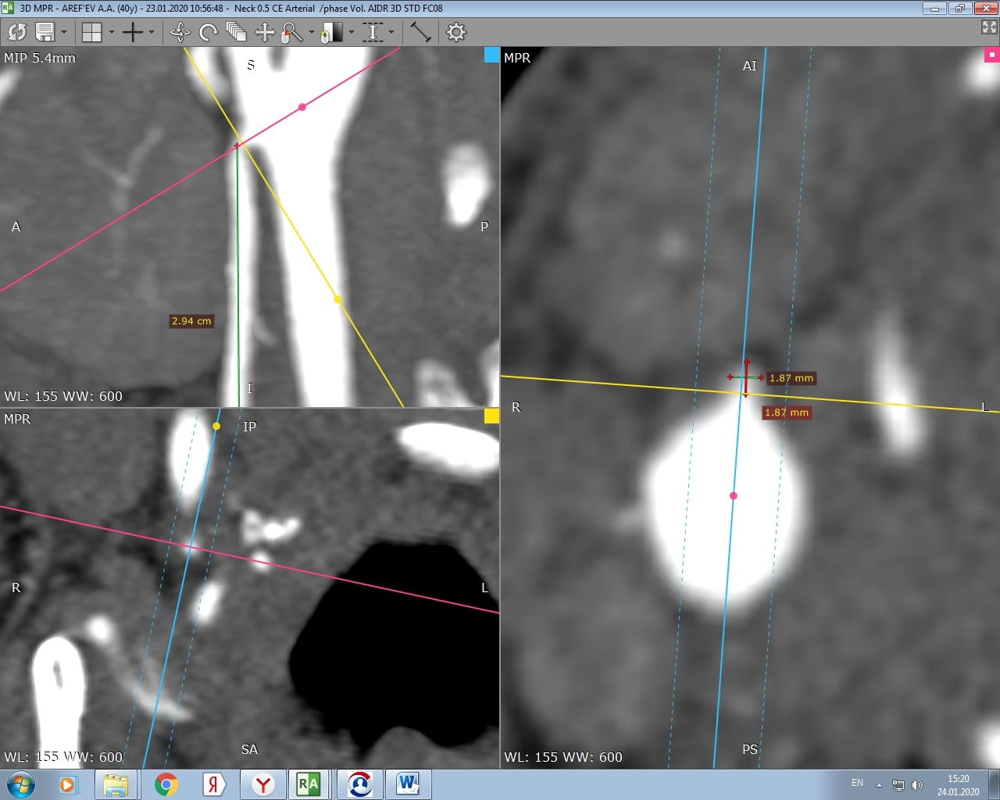 3D MPR - AREF'EV A.A. (40y) - 23.01.2020 10:56:48 - Neck 0.5 CE Arterial /phase Vol. AIDR 3D STD FC08
MIP 5.4mm
S
A
P
2.94 cm
I
WL: 155 WW: 600
MPR
IP
R
L
SA
WL: 155 WW: 600
MPR
AI
1.87 mm
R
L
1.87 mm
PS
WL: 155 WW: 600
Я
Y
RA
W
EN
15:20
24.01.2020